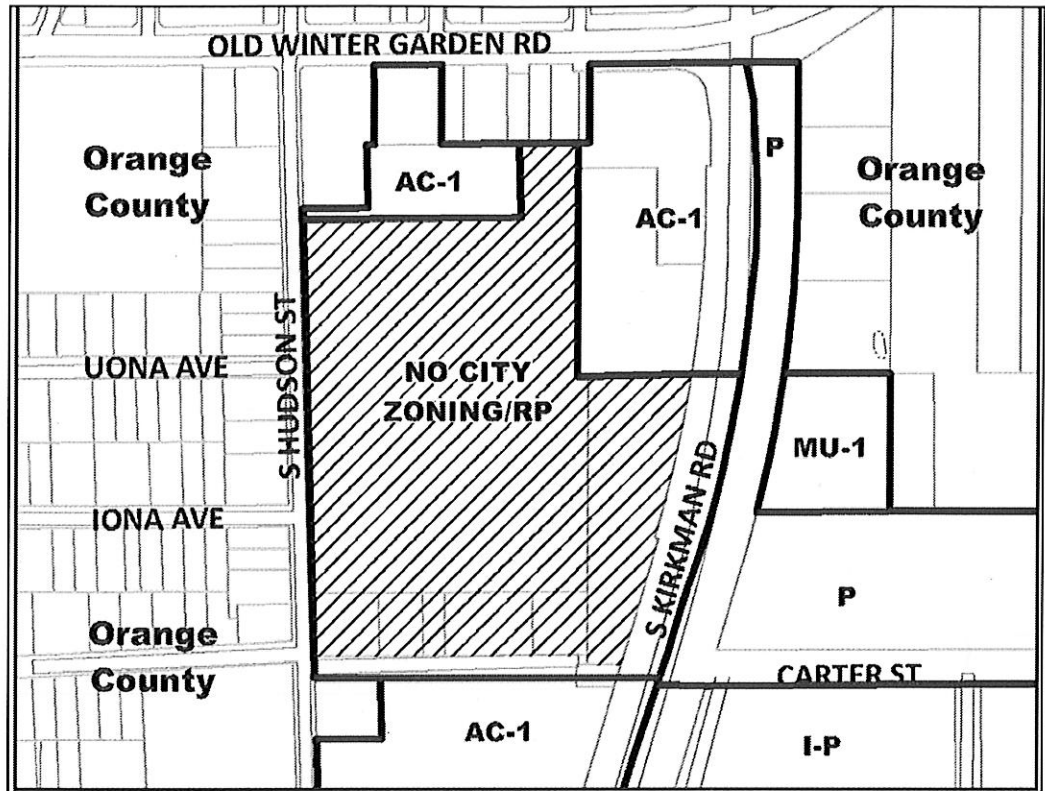 OLD WINTER GARDEN RD
Orange
County
AC-1
AC-1
P
Orange
County
S HUDSON ST
UONA AVE
NO CITY
ZONING/RP
MU-1
S KIRKMAN RD
IONA AVE
P
Orange
County
CARTER ST
AC-1
I-P